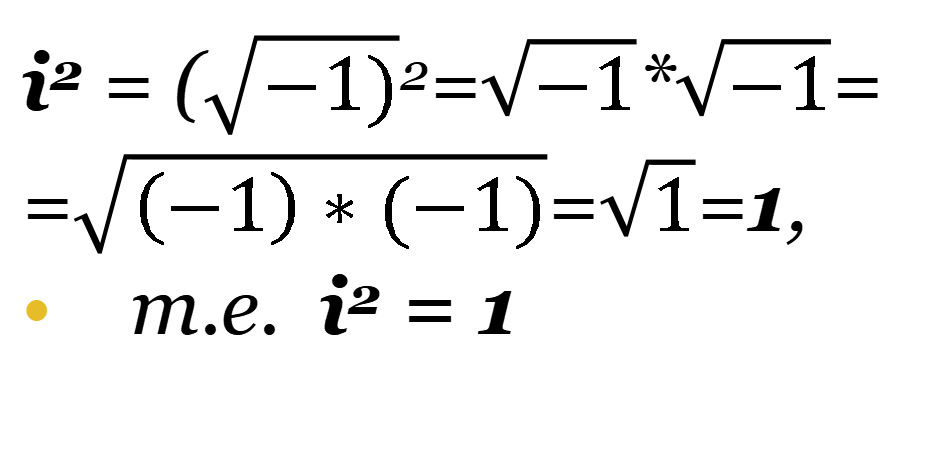 i² = (√−1)²=√−1*√−1=
=√(−1) * (−1)=√1=1,
• т.е. i² = 1